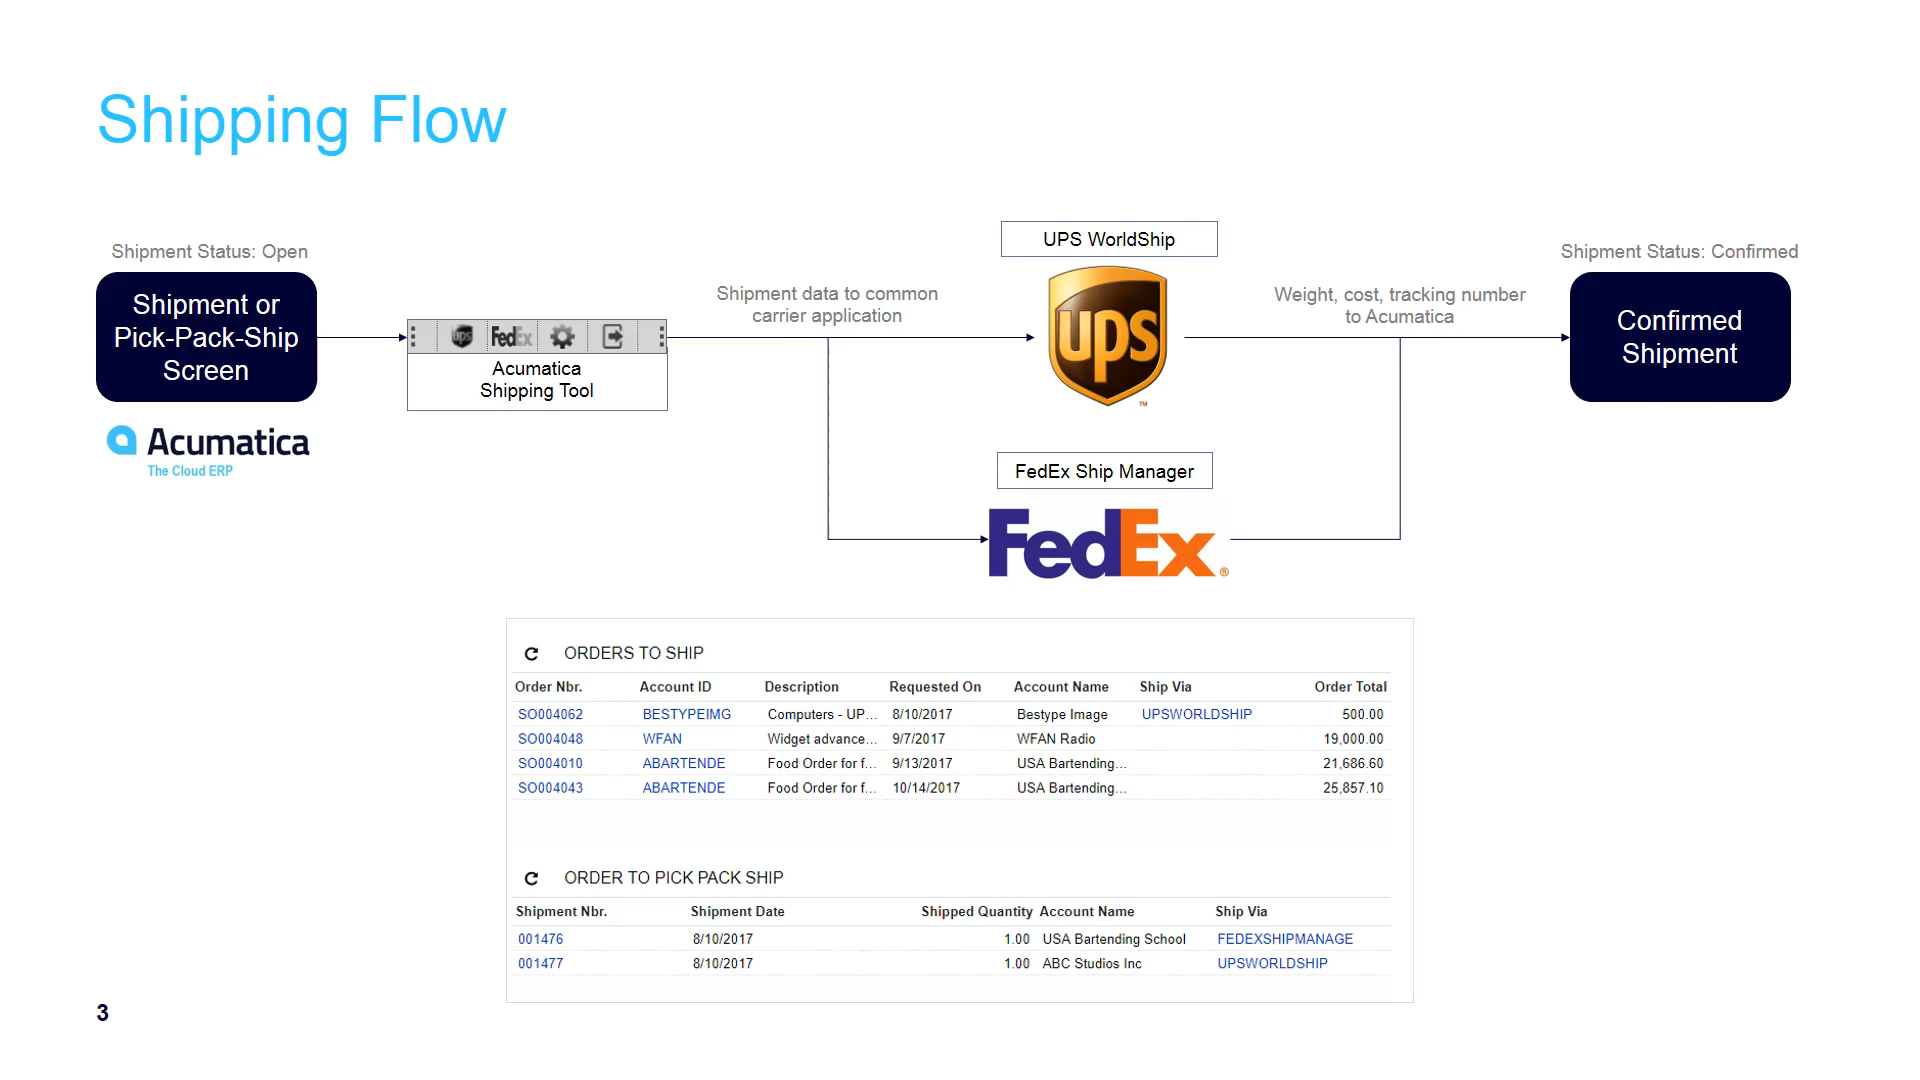 Shipping Flow
Shipment Status: Open
Shipment or
Pick-Pack-Ship
Screen
Acumatica
The Cloud ERP
UPS FedEx
Acumatica
Shipping Tool
Shipment data to common
carrier application
UPS WorldShip
ups
™
FedEx Ship Manager
FedEx®
Weight, cost, tracking number
to Acumatica
Shipment Status: Confirmed
Confirmed
Shipment
ORDERS TO SHIP
Order Nbr. Account ID Description Requested On Account Name Ship Via Order Total
SO004062 BESTYPEIMG Computers - UP... 8/10/2017 Bestype Image UPSWORLDSHIP 500.00
SO004048 WFAN Widget advance... 9/7/2017 WFAN Radio 19,000.00
SO004010 ABARTENDE Food Order for f... 9/13/2017 USA Bartending... 21,686.60
SO004043 ABARTENDE Food Order for f... 10/14/2017 USA Bartending... 25,857.10
ORDER TO PICK PACK SHIP
Shipment Nbr. Shipment Date Shipped Quantity Account Name Ship Via
001476 8/10/2017 1.00 USA Bartending School FEDEXSHIPMANAGE
001477 8/10/2017 1.00 ABC Studios Inc UPSWORLDSHIP
3